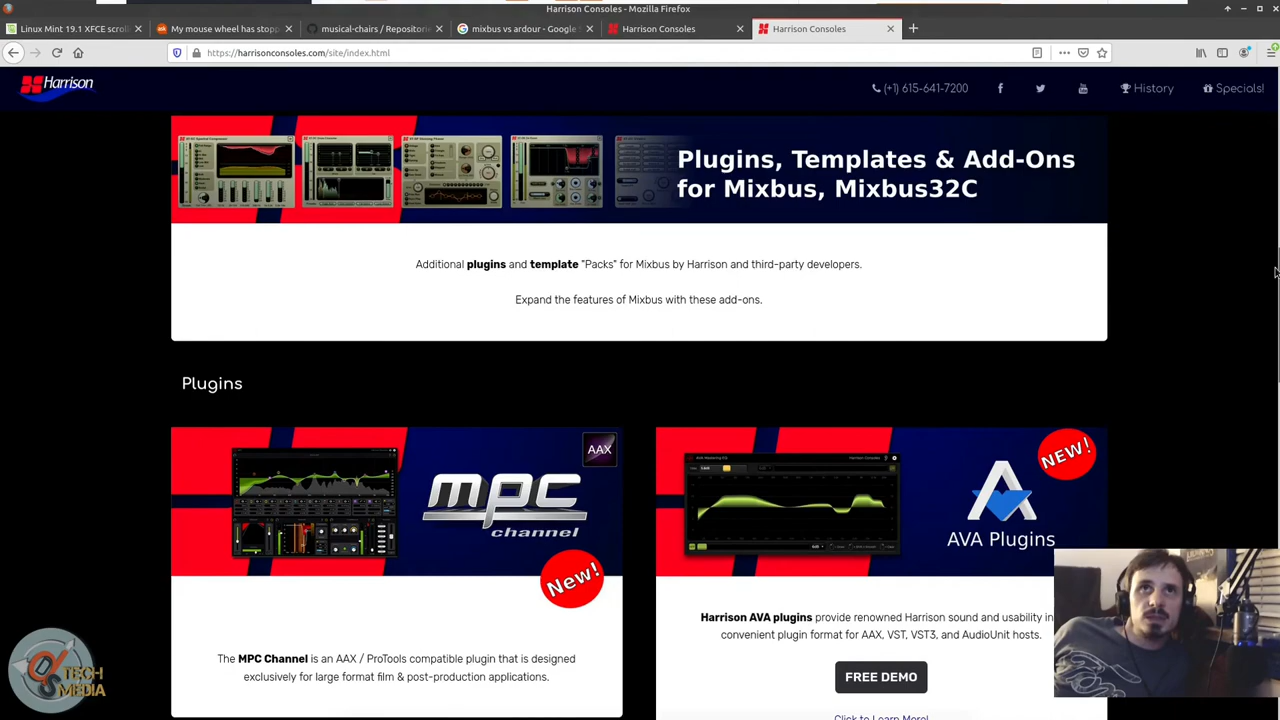 Harrison Consoles - Mozilla Firefox
Linux Mint 19.1 XFCE scroll
My mouse wheel has stopp
musical-chairs / Repositorie
mixbus vs ardour - Google S
Harrison Consoles
Harrison Consoles
https://harrisonconsoles.com/site/index.html
Harrison
(+1) 615-641-7200
History
Specials!
Plugins, Templates & Add-Ons
for Mixbus, Mixbus32C
Additional plugins and template "Packs" for Mixbus by Harrison and third-party developers.
Expand the features of Mixbus with these add-ons.
Plugins
AAX
mpc
channel
New!
The MPC Channel is an AAX / ProTools compatible plugin that is designed
exclusively for large format film & post-production applications.
NEW!
AVA Plugins
Harrison AVA plugins provide renowned Harrison sound and usability in
convenient plugin format for AAX, VST, VST3, and AudioUnit hosts.
FREE DEMO
Click to Learn More!
TECH
MEDIA